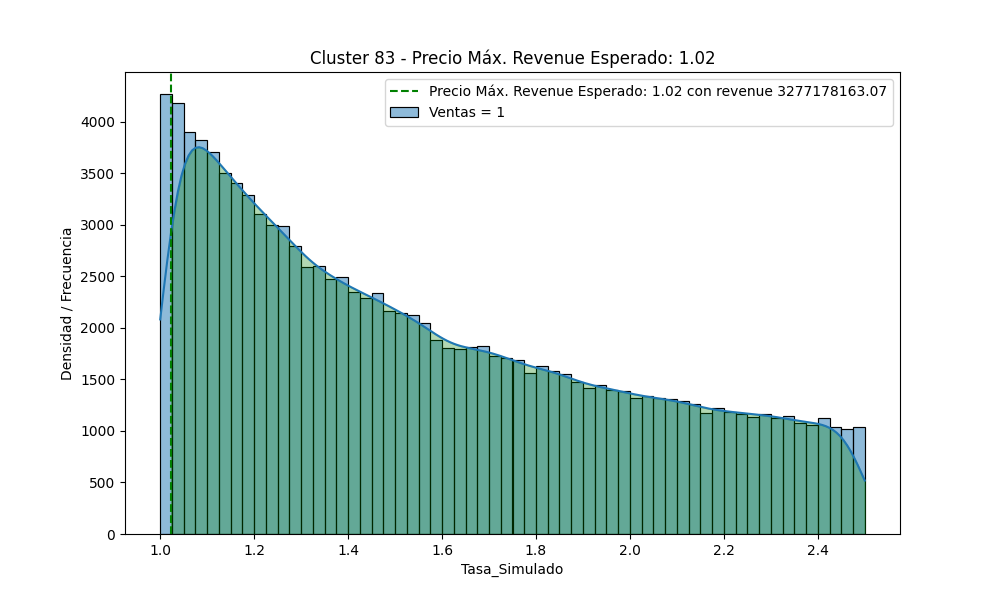 Cluster 83 - Precio Máx. Revenue Esperado: 1.02
Precio Máx. Revenue Esperado: 1.02 con revenue 3277178163.07
Ventas = 1
Densidad / Frecuencia
4000
3500
3000
2500
2000
1500
1000
500
0
1.0 1.2 1.4 1.6 1.8 2.0 2.2 2.4
Tasa_Simulado